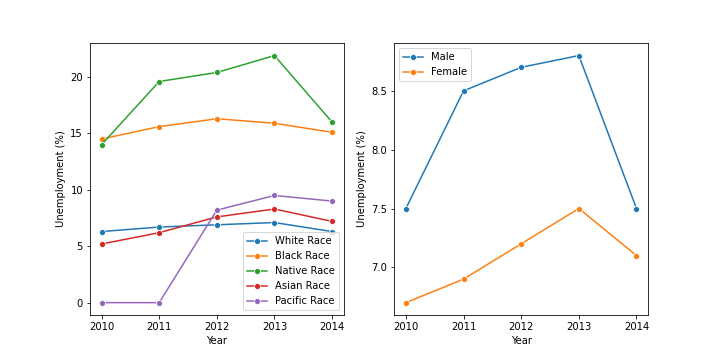 20
15
10
5
0
Unemployment (%)
2010 2011 2012 2013 2014
Year
White Race
Black Race
Native Race
Asian Race
Pacific Race
Male
Female
8.5
8.0
7.5
7.0
Unemployment (%)
2010 2011 2012 2013 2014
Year